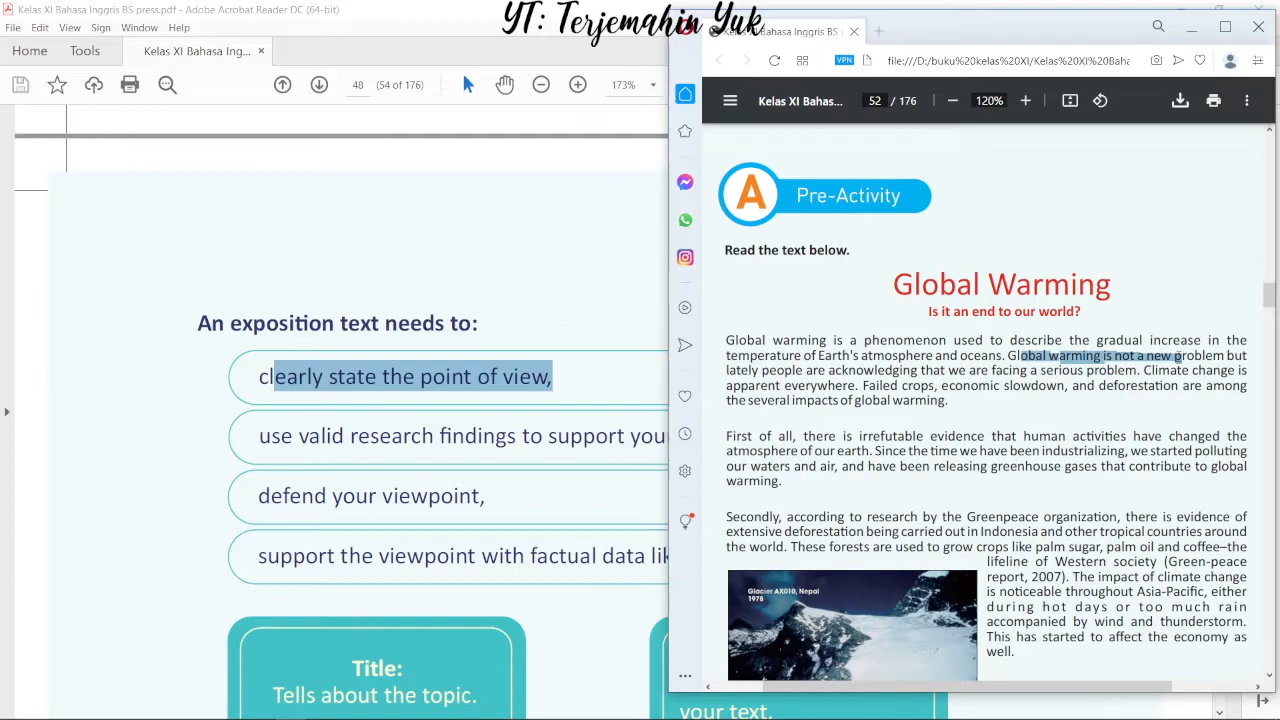 Kelas XI Bahasa Inggris BS press.pdf - Adobe Acrobat Reader DC (64-bit)
YT: Terjemahin Yuk
File Edit View Sign Window Help
Home Tools Kelas XI Bahasa Ing... ×
48 (54 of 176) 173%
An exposition text needs to:
clearly state the point of view,
use valid research findings to support you
defend your viewpoint,
support the viewpoint with factual data lik
Title:
Tells about the topic.
your text.
Kelas XI Bahasa Inggris BS
VPN file:///D:/buku%20kelas%20XI/Kelas%20XI%20Baha
Kelas XI Bahas... 52 / 176 120%
A Pre-Activity
Read the text below.
Global Warming
Is it an end to our world?
Global warming is a phenomenon used to describe the gradual increase in the
temperature of Earth's atmosphere and oceans. Global warming is not a new problem but
lately people are acknowledging that we are facing a serious problem. Climate change is
apparent everywhere. Failed crops, economic slowdown, and deforestation are among
the several impacts of global warming.
First of all, there is irrefutable evidence that human activities have changed the
atmosphere of our earth. Since the time we have been industrializing, we started polluting
our waters and air, and have been releasing greenhouse gases that contribute to global
warming.
Secondly, according to research by the Greenpeace organization, there is evidence of
extensive deforestation being carried out in Indonesia and other tropical countries around
the world. These forests are used to grow crops like palm sugar, palm oil and coffee–the
lifeline of Western society (Green-peace
report, 2007). The impact of climate change
is noticeable throughout Asia-Pacific, either
during hot days or too much rain
accompanied by wind and thunderstorm.
This has started to affect the economy as
well.
Glacier AX010, Nepal
1978